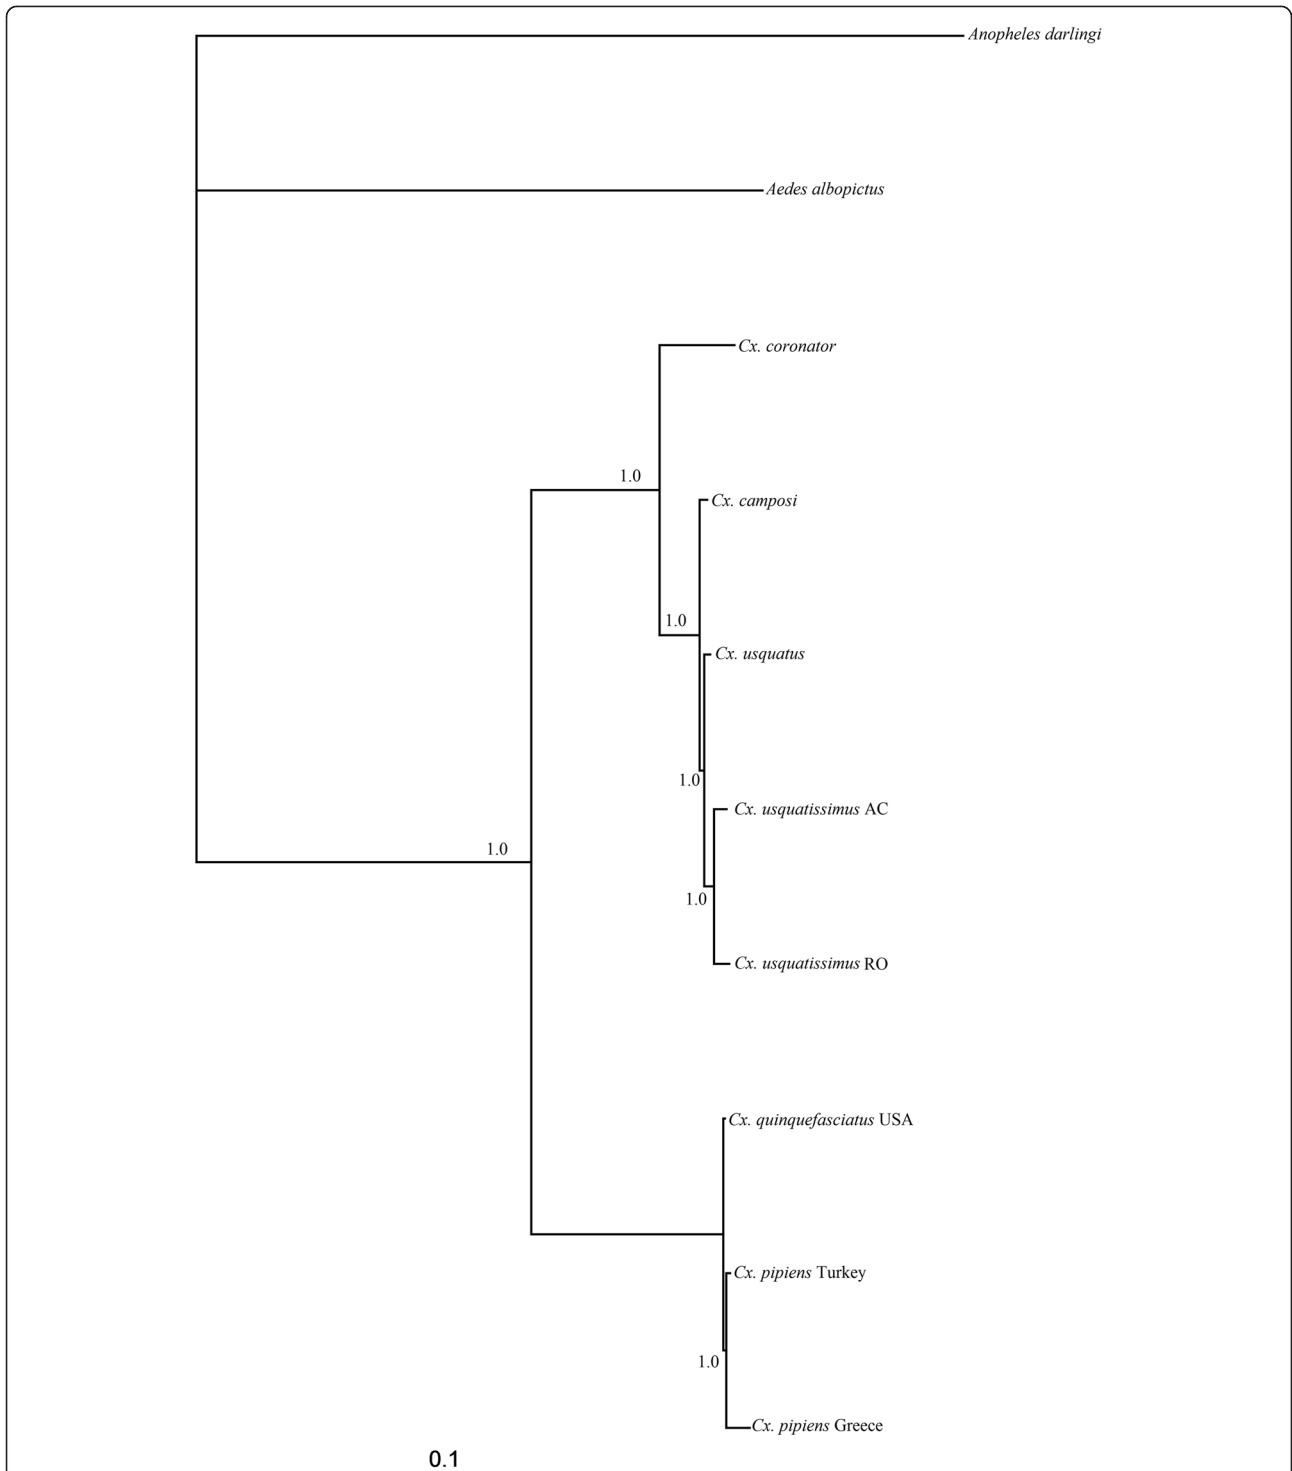 Anopheles darlingi
Aedes albopictus
Cx. coronator
1.0
Cx. camposi
1.0
Cx. usquatus
1.0
Cx. usquatissimus AC
1.0
1.0
Cx. usquatissimus RO
Cx. quinquefasciatus USA
Cx. pipiens Turkey
1.0
Cx. pipiens Greece
0.1